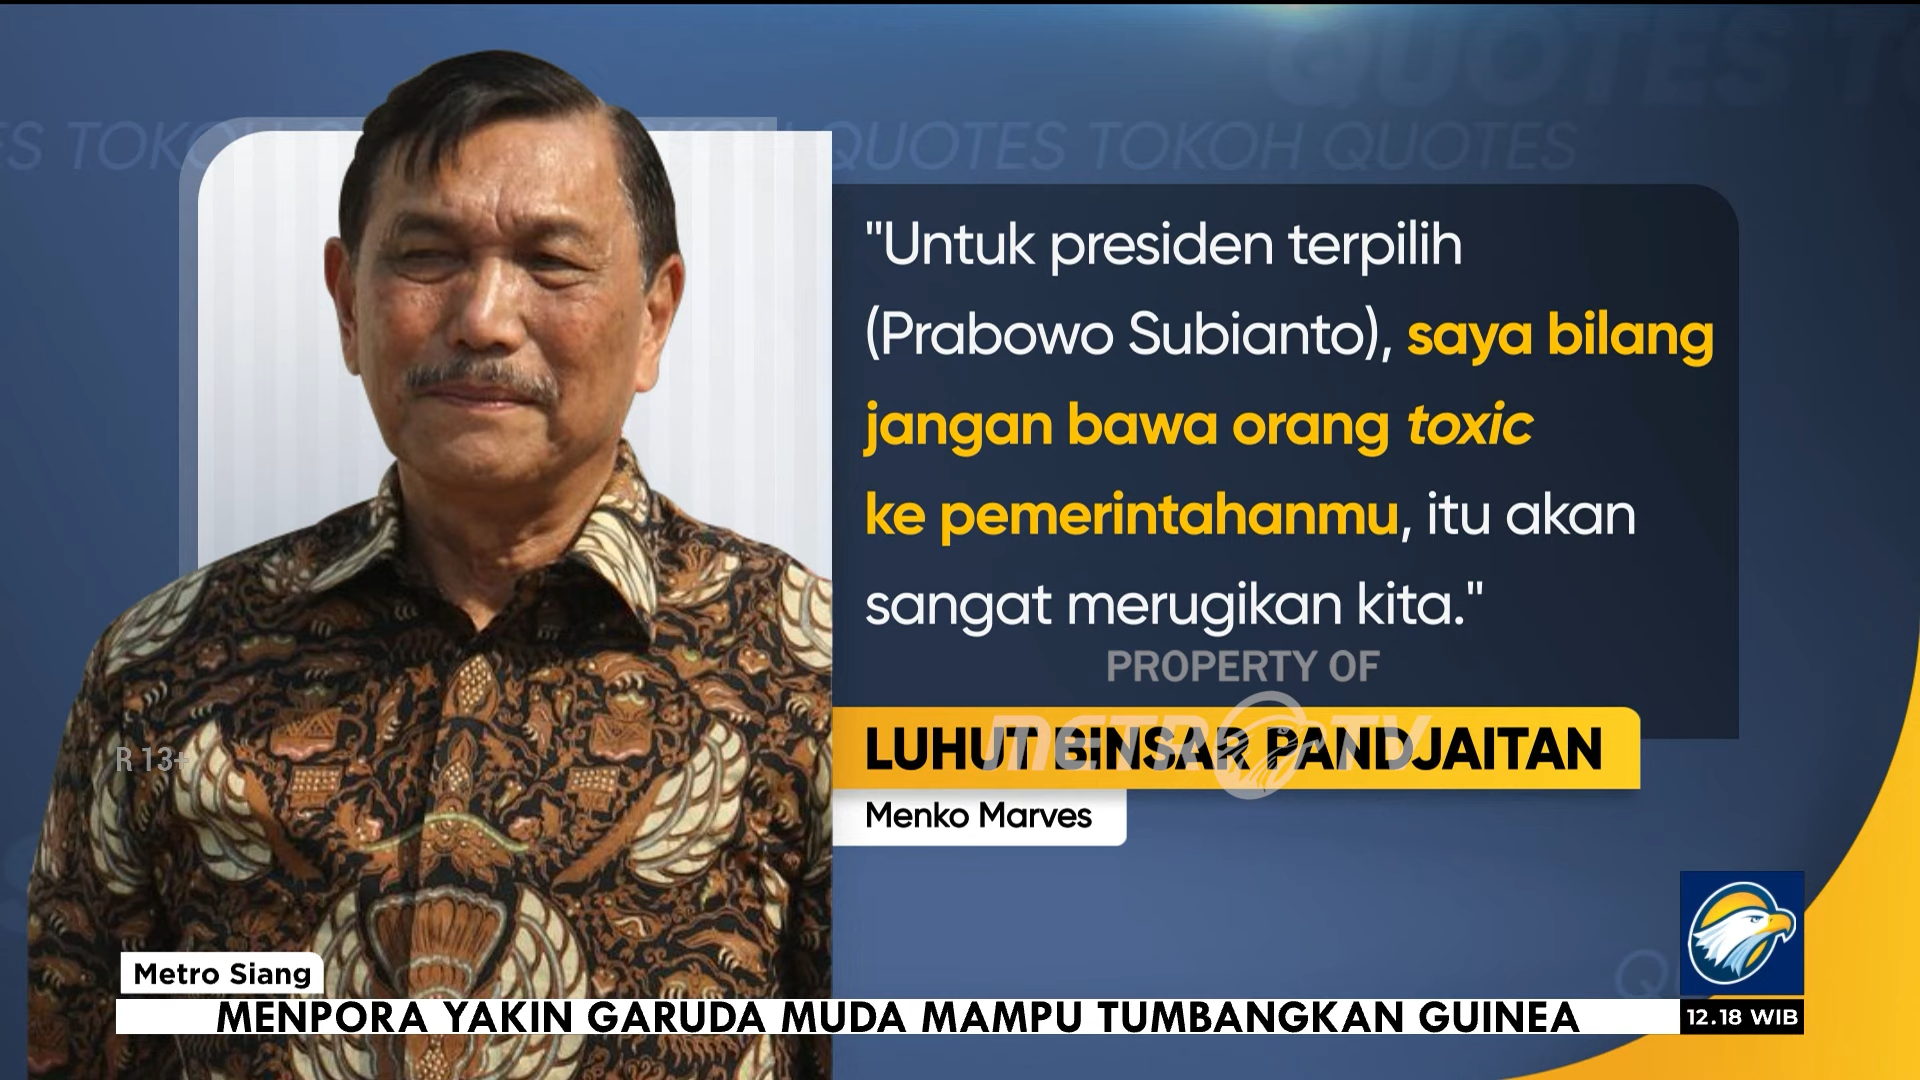 QUOTES TO
ES TOKOH QUOTES TOKOH QUOTES
"Untuk presiden terpilih
(Prabowo Subianto), saya bilang
jangan bawa orang toxic
ke pemerintahanmu, itu akan
sangat merugikan kita."
PROPERTY OF
METRO TV
LUHUT BINSAR PANDJAITAN
Menko Marves
R 13+
Metro Siang
MENPORA YAKIN GARUDA MUDA MAMPU TUMBANGKAN GUINEA
12.18 WIB